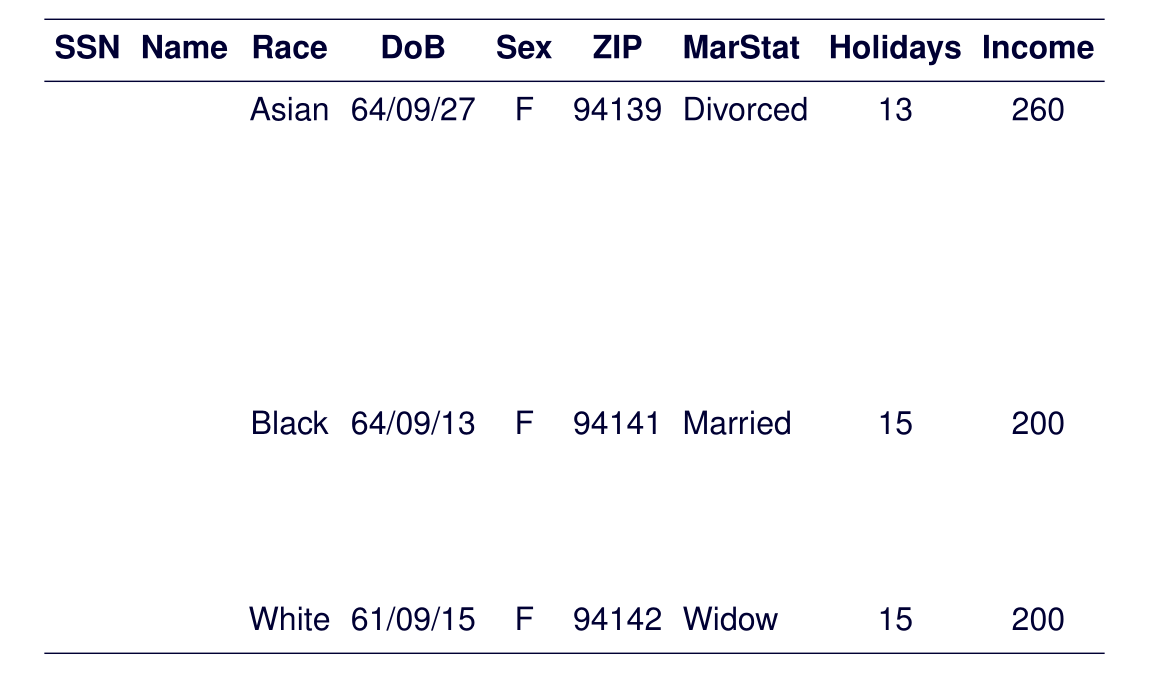 SSN Name Race DoB Sex ZIP MarStat Holidays Income
Asian 64/09/27 F 94139 Divorced 13 260
Black 64/09/13 F 94141 Married 15 200
White 61/09/15 F 94142 Widow 15 200